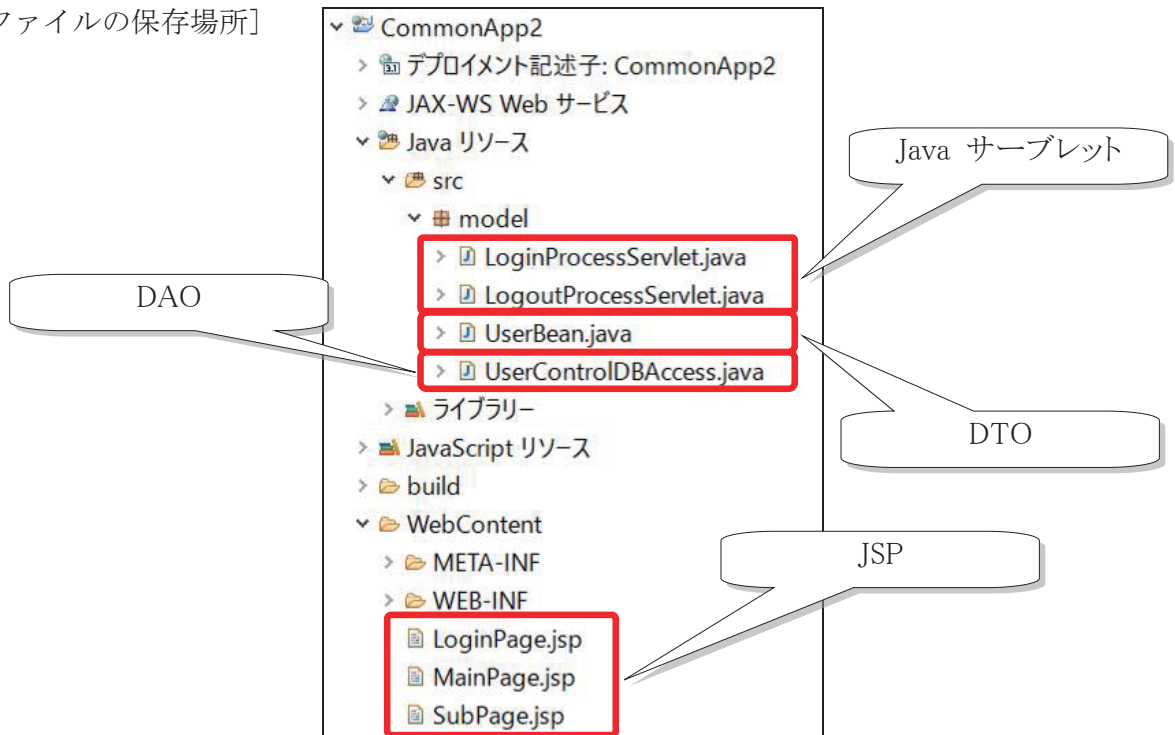 ファイルの保存場所]
CommonApp2
デプロイメント記述子: CommonApp2
JAX-WS Web サービス
Java リソース
Java サーブレット
src
model
LoginProcessServlet.java
DAO
LogoutProcessServlet.java
UserBean.java
UserControlDBAccess.java
ライブラリー
DTO
JavaScript リソース
build
WebContent
JSP
META-INF
WEB-INF
LoginPage.jsp
MainPage.jsp
SubPage.jsp